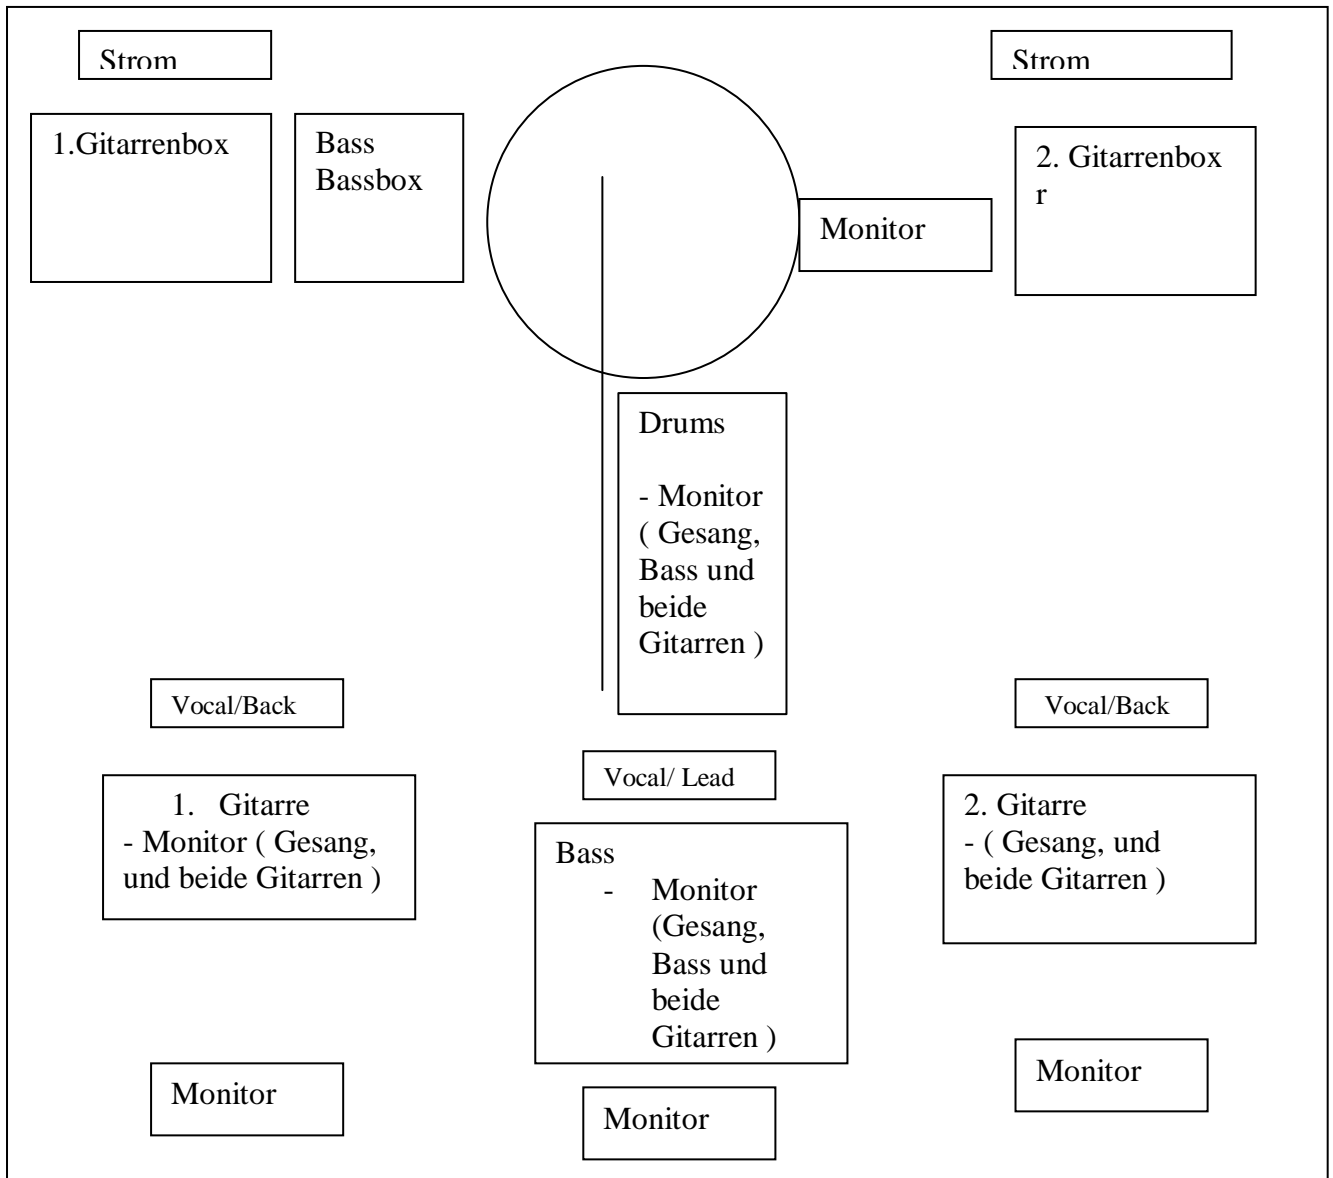 Strom
Strom
1.Gitarrenbox
Bass
Bassbox
2. Gitarrenbox
r
Monitor
Drums
- Monitor
( Gesang,
Bass und
beide
Gitarren )
Vocal/Back
Vocal/Back
Vocal/ Lead
1. Gitarre
- Monitor ( Gesang,
und beide Gitarren )
Bass
- Monitor
(Gesang,
Bass und
beide
Gitarren )
2. Gitarre
- ( Gesang, und
beide Gitarren )
Monitor
Monitor
Monitor